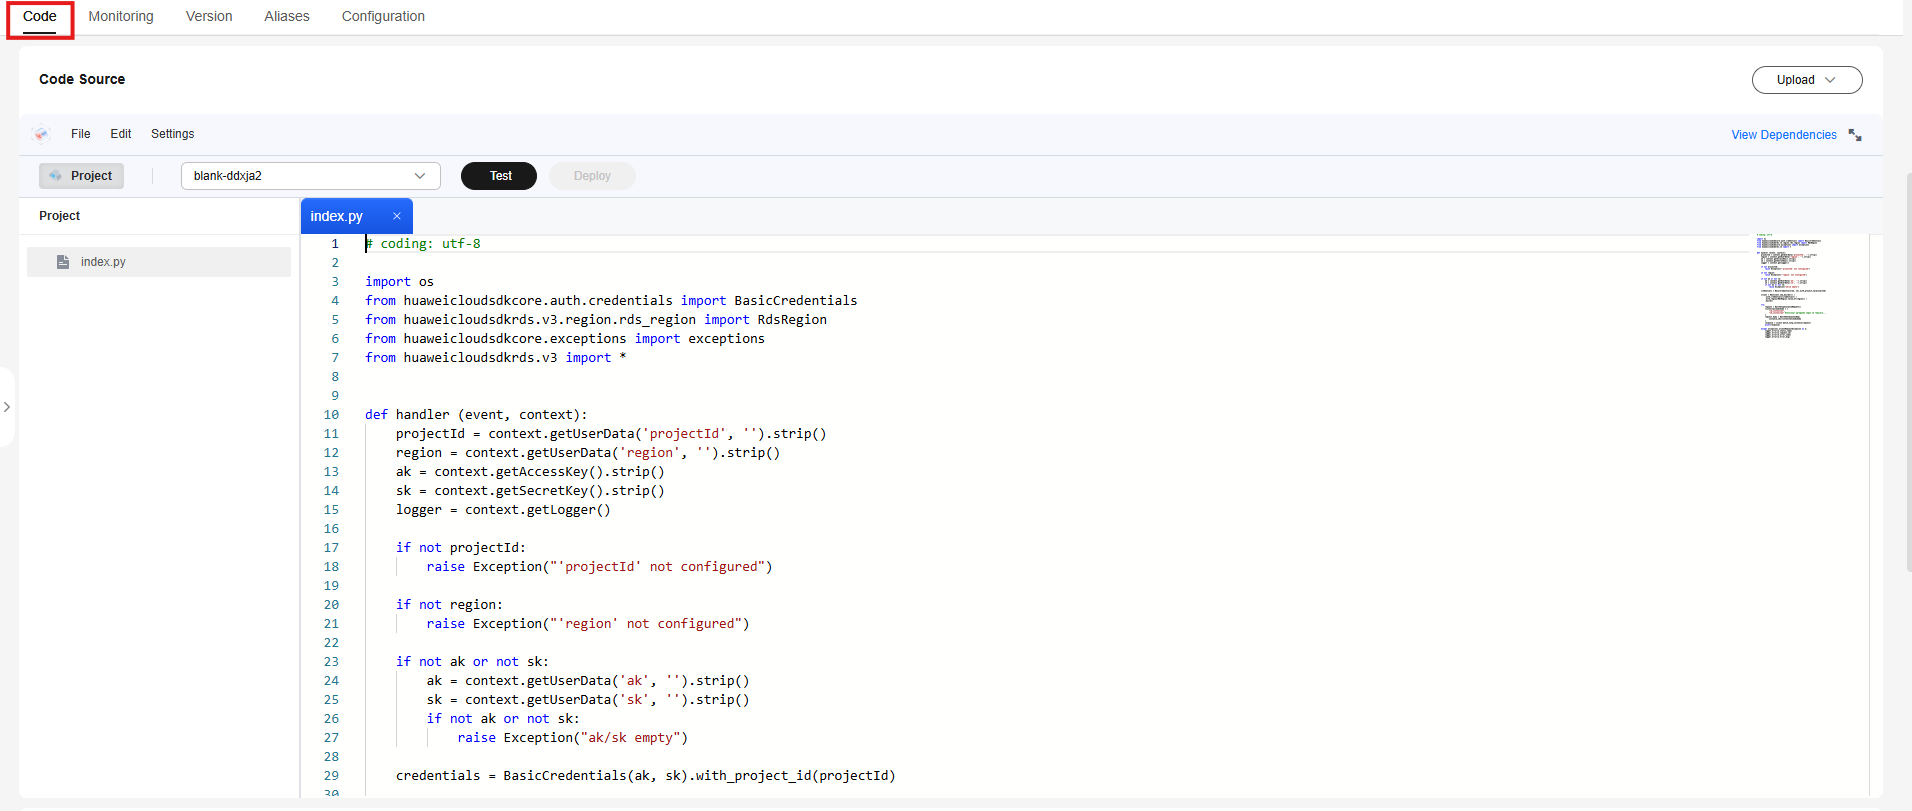 Code Monitoring Version Aliases Configuration
Code Source
Upload
File Edit Settings
View Dependencies
Project
blank-ddxja2
Test
Deploy
Project
index.py
index.py
1 # coding: utf-8
2
3 import os
4 from huaweicloudsdkcore.auth.credentials import BasicCredentials
5 from huaweicloudsdkrds.v3.region.rds_region import RdsRegion
6 from huaweicloudsdkcore.exceptions import exceptions
7 from huaweicloudsdkrds.v3 import *
8
9
10 def handler (event, context):
11     projectId = context.getUserData('projectId', '').strip()
12     region = context.getUserData('region', '').strip()
13     ak = context.getAccessKey().strip()
14     sk = context.getSecretKey().strip()
15     logger = context.getLogger()
16
17     if not projectId:
18         raise Exception("'projectId' not configured")
19
20     if not region:
21         raise Exception("'region' not configured")
22
23     if not ak or not sk:
24         ak = context.getUserData('ak', '').strip()
25         sk = context.getUserData('sk', '').strip()
26         if not ak or not sk:
27             raise Exception("ak/sk empty")
28
29     credentials = BasicCredentials(ak, sk).with_project_id(projectId)
30